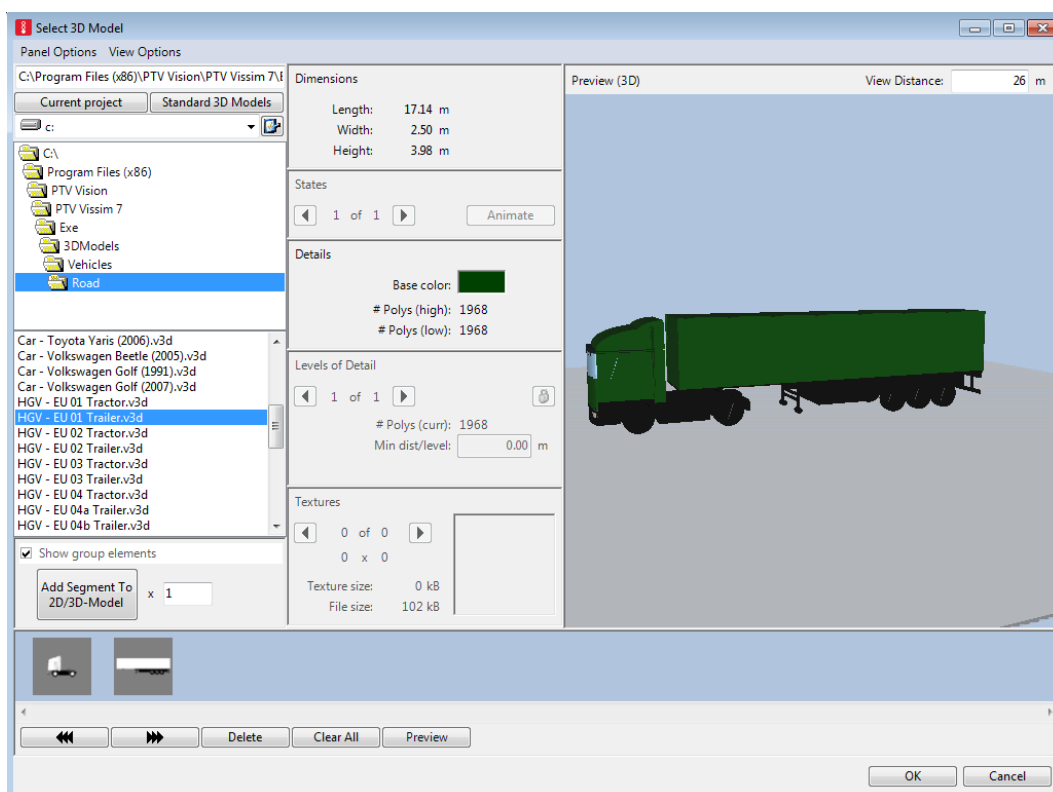 Select 3D Model
Panel Options View Options
C:\Program Files (x86)\PTV Vision\PTV Vissim 7\E
Current project Standard 3D Models
c:
C:\
Program Files (x86)
PTV Vision
PTV Vissim 7
Exe
3DModels
Vehicles
Road
Car - Toyota Yaris (2006).v3d
Car - Volkswagen Beetle (2005).v3d
Car - Volkswagen Golf (1991).v3d
Car - Volkswagen Golf (2007).v3d
HGV - EU 01 Tractor.v3d
HGV - EU 01 Trailer.v3d
HGV - EU 02 Tractor.v3d
HGV - EU 02 Trailer.v3d
HGV - EU 03 Tractor.v3d
HGV - EU 03 Trailer.v3d
HGV - EU 04 Tractor.v3d
HGV - EU 04a Trailer.v3d
HGV - EU 04b Trailer.v3d
Show group elements
Add Segment To
2D/3D-Model
x 1
Dimensions
Length: 17.14 m
Width: 2.50 m
Height: 3.98 m
States
1 of 1 Animate
Details
Base color:
# Polys (high): 1968
# Polys (low): 1968
Levels of Detail
1 of 1
# Polys (curr): 1968
Min dist/level: 0.00 m
Textures
0 of 0
0 x 0
Texture size: 0 kB
File size: 102 kB
Preview (3D) View Distance: 26 m
Delete Clear All Preview
OK Cancel